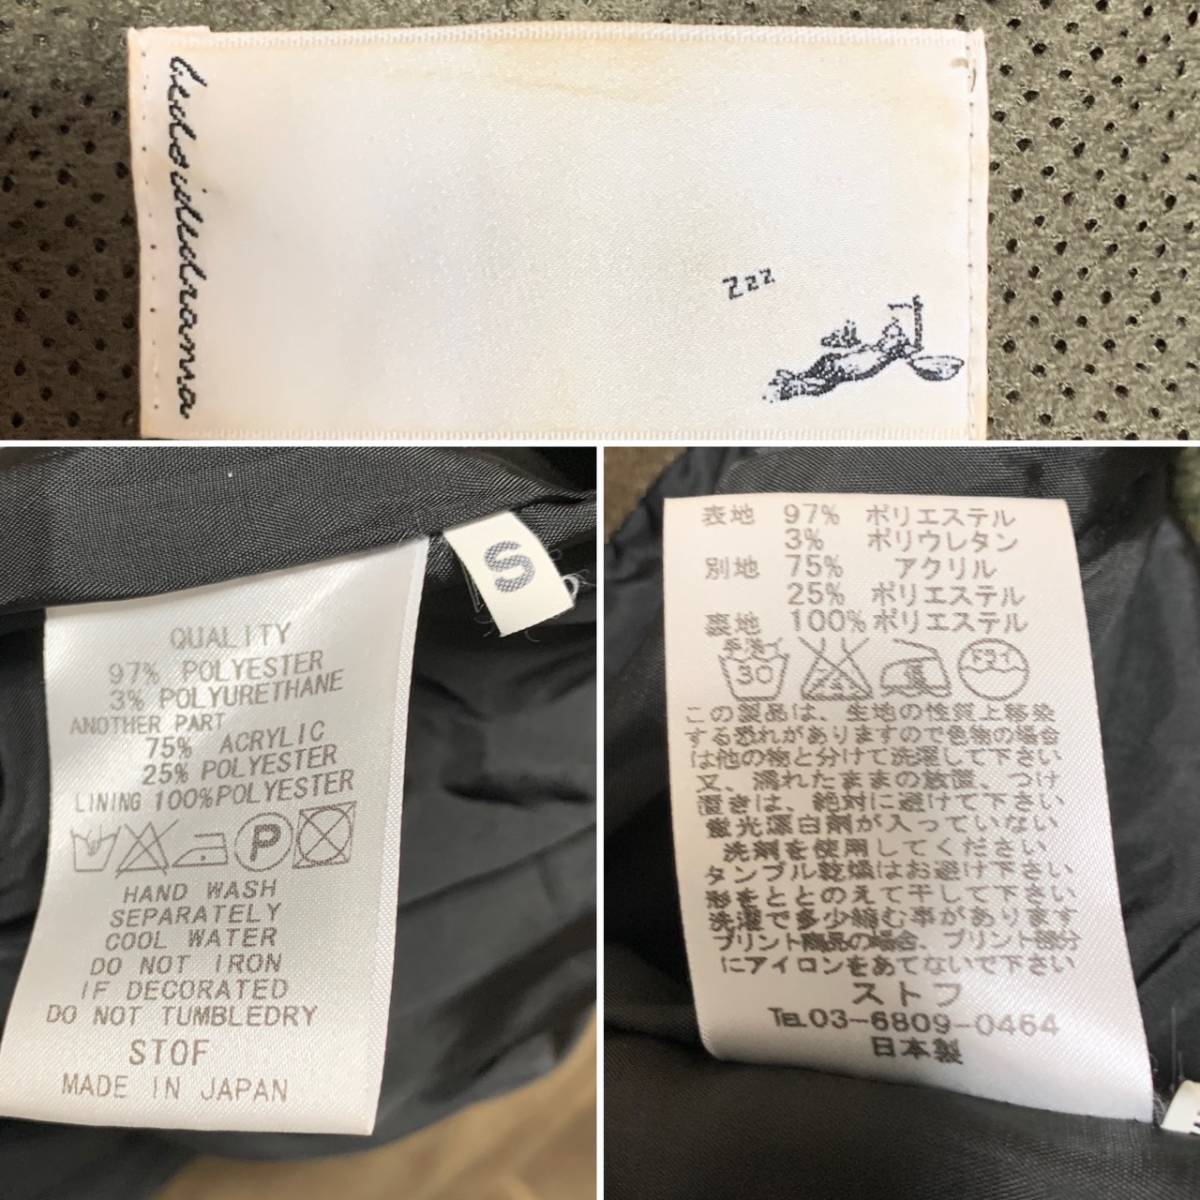 bedsidedrama
Zzz
S
QUALITY
97% POLYESTER
3% POLYURETHANE
ANOTHER PART
75% ACRYLIC
25% POLYESTER
LINING 100%POLYESTER
P
HAND WASH
SEPARATELY
COOL WATER
DO NOT IRON
IF DECORATED
DO NOT TUMBLEDRY
STOF
MADE IN JAPAN
表地 97% ポリエステル
3% ポリウレタン
別地 75% アクリル
25% ポリエステル
裏地 100%ポリエステル
手洗イ
30
ドライ
この製品は、生地の性質上移染
する恐れがありますので色物の場合
は他の物と分けて洗濯して下さい
又、濡れたままの放置、つけ
置きは、絶対に避けて下さい
蛍光漂白剤が入っていない
洗剤を使用してください
タンブル乾燥はお避け下さい
形をととのえて干して下さい
洗濯で多少縮む事があります
プリント商品の場合、プリント部分
にアイロンをあてないで下さい
ストフ
TEL 03-6809-0464
日本製